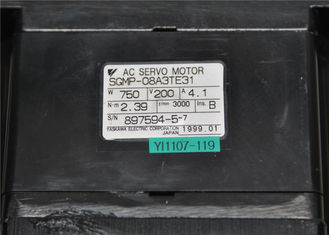 AC SERVO MOTOR
SGMP-08A3TE31
W 750 V 200 A 4.1
N·m 2.39 r/min 3000 Ins. B
S/N 897594-5-7
YASKAWA ELECTRIC CORPORATION 1999.01
JAPAN
Y11107-119